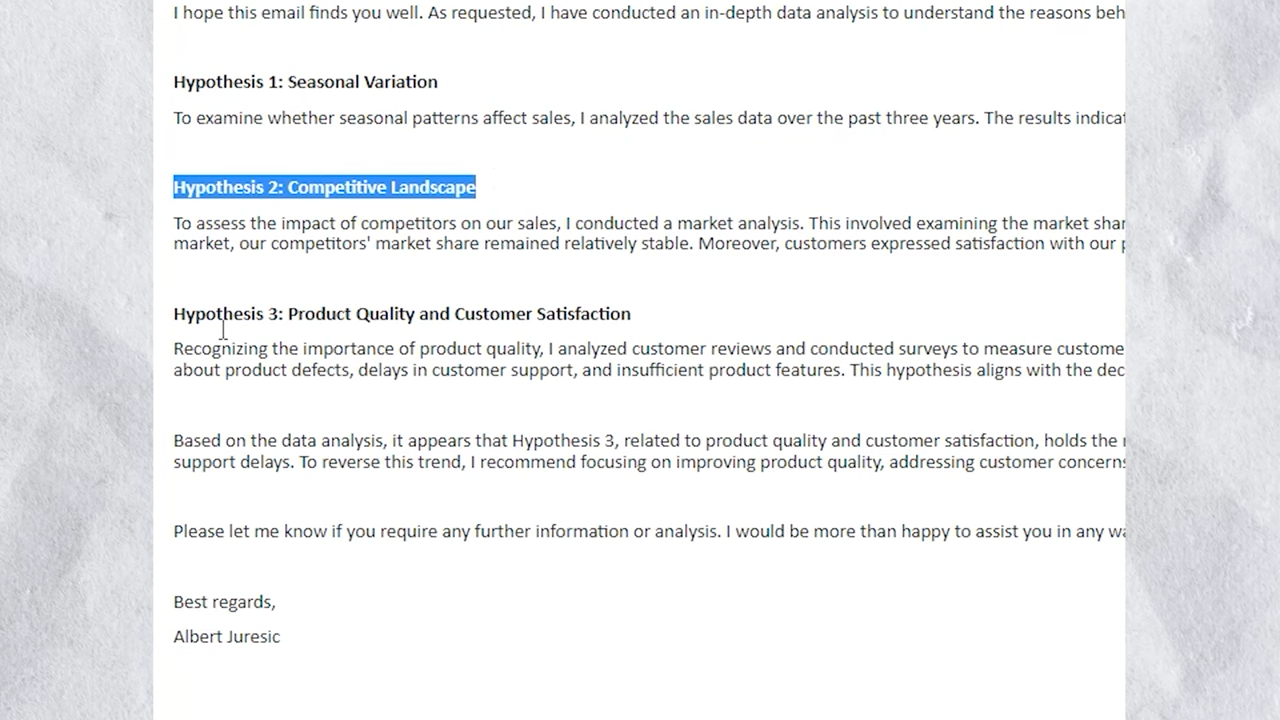 I hope this email finds you well. As requested, I have conducted an in-depth data analysis to understand the reasons
Hypothesis 1: Seasonal Variation
To examine whether seasonal patterns affect sales, I analyzed the sales data over the past three years. The results
Hypothesis 2: Competitive Landscape
To assess the impact of competitors on our sales, I conducted a market analysis. This involved examining the market
market, our competitors' market share remained relatively stable. Moreover, customers expressed satisfaction with our
Hypothesis 3: Product Quality and Customer Satisfaction
Recognizing the importance of product quality, I analyzed customer reviews and conducted surveys to measure
about product defects, delays in customer support, and insufficient product features. This hypothesis aligns with the
Based on the data analysis, it appears that Hypothesis 3, related to product quality and customer satisfaction, holds the
support delays. To reverse this trend, I recommend focusing on improving product quality, addressing customer concerns
Please let me know if you require any further information or analysis. I would be more than happy to assist you in any
Best regards,
Albert Juresic